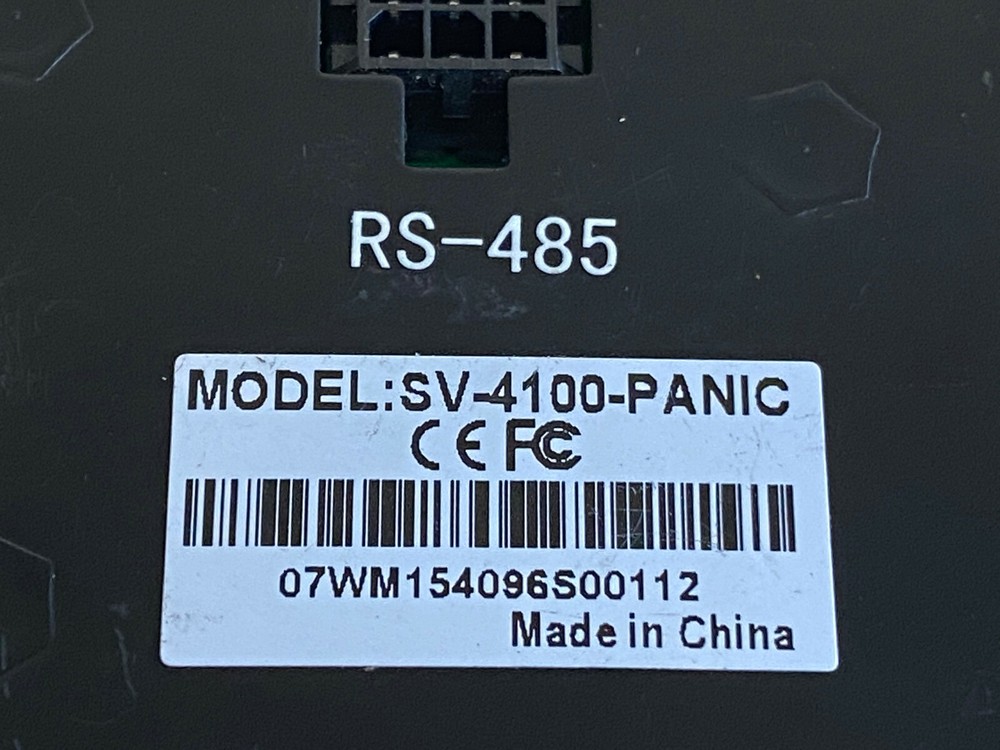 RS-485
MODEL:SV-4100-PANIC
CE FC
07WM154096S00112
Made in China